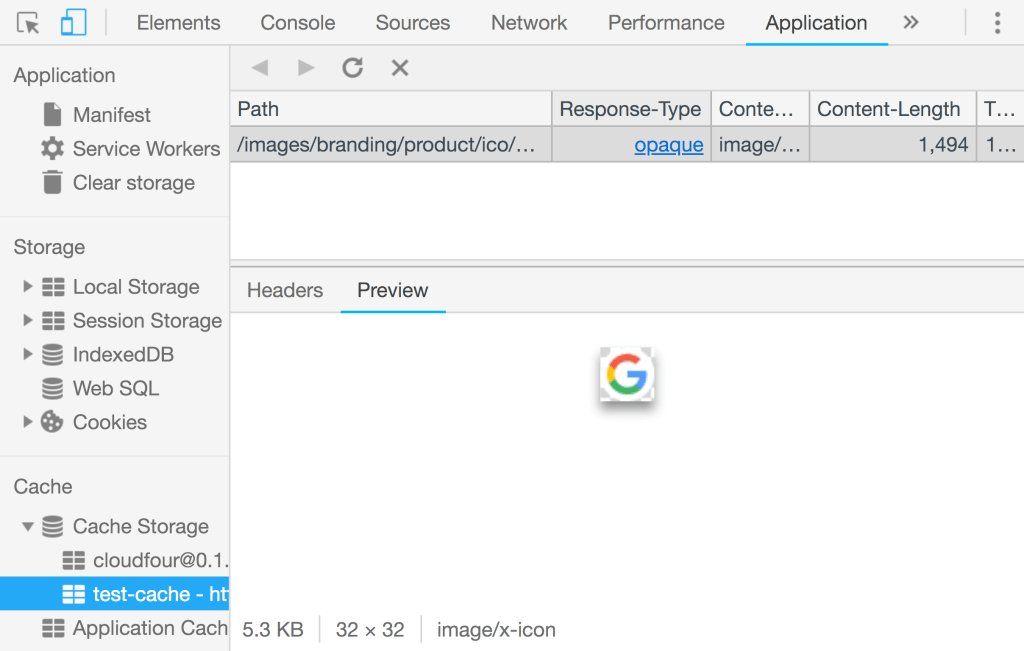 Elements Console Sources Network Performance Application »
Application
Manifest
Service Workers
Clear storage
Storage
Local Storage
Session Storage
IndexedDB
Web SQL
Cookies
Cache
Cache Storage
cloudfour@0.1.
test-cache - ht
Application Cach
Path Response-Type Conte... Content-Length T...
/images/branding/product/ico/... opaque image/... 1,494 1...
Headers Preview
G
5.3 KB 32 × 32 image/x-icon